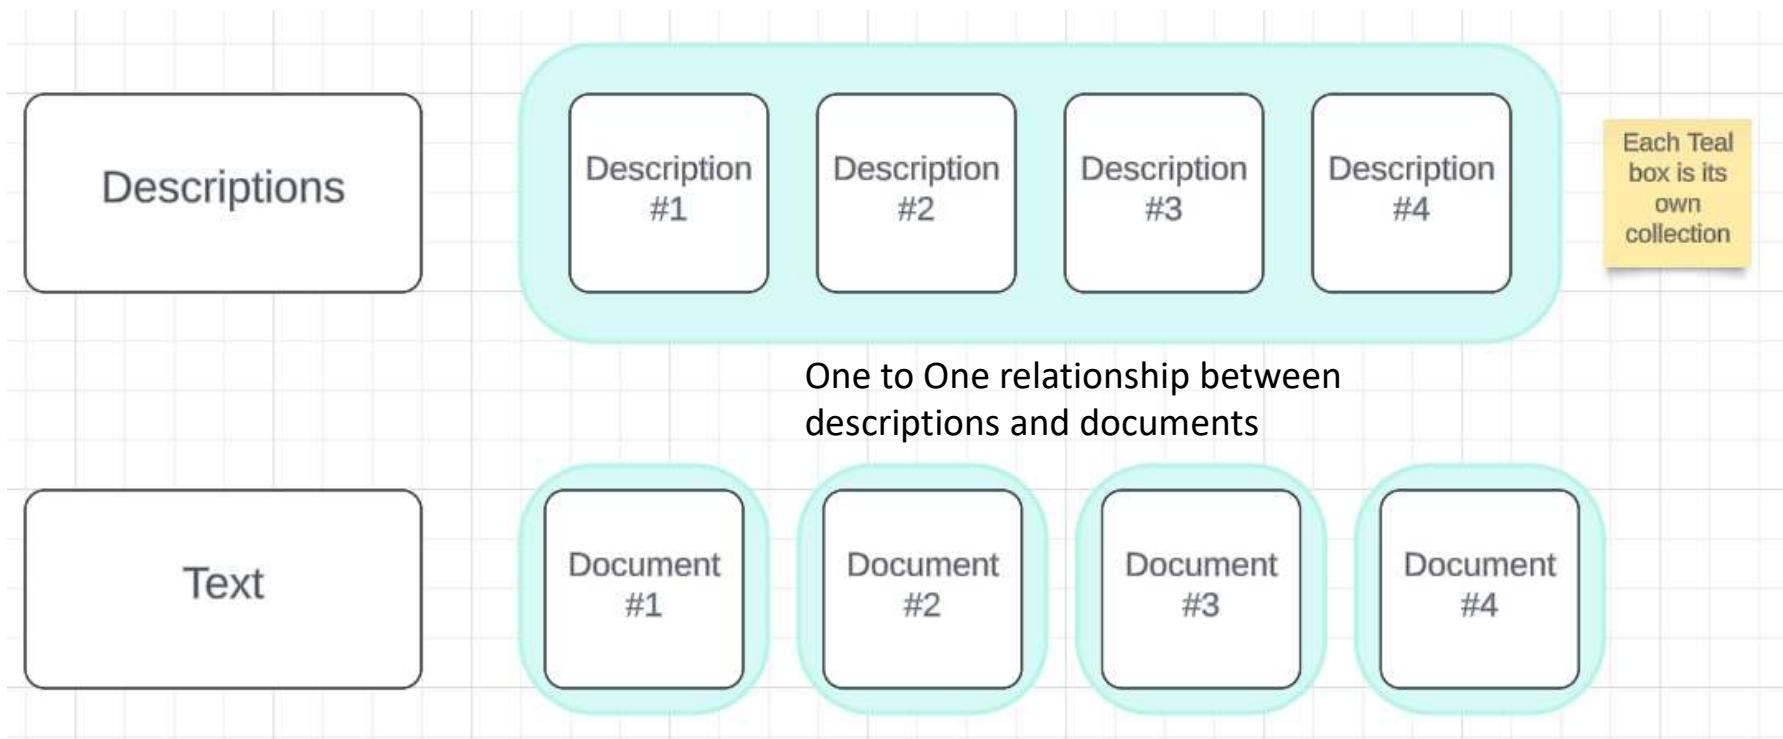 Descriptions
Description
#1
Description
#2
Description
#3
Description
#4
Each Teal
box is its
own
collection
One to One relationship between
descriptions and documents
Text
Document
#1
Document
#2
Document
#3
Document
#4